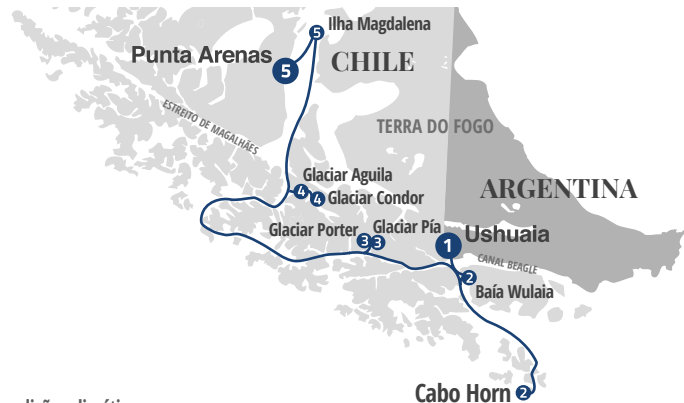 5 Ilha Magdalena
Punta Arenas
5
CHILE
ESTREITO DE MAGALHÃES
TERRA DO FOGO
Glaciar Aguila
4
4 Glaciar Condor
ARGENTINA
Glaciar Porter
Glaciar Pía
3 3
1 Ushuaia
CANAL BEAGLE
2
Baía Wulaia
Cabo Horn 2